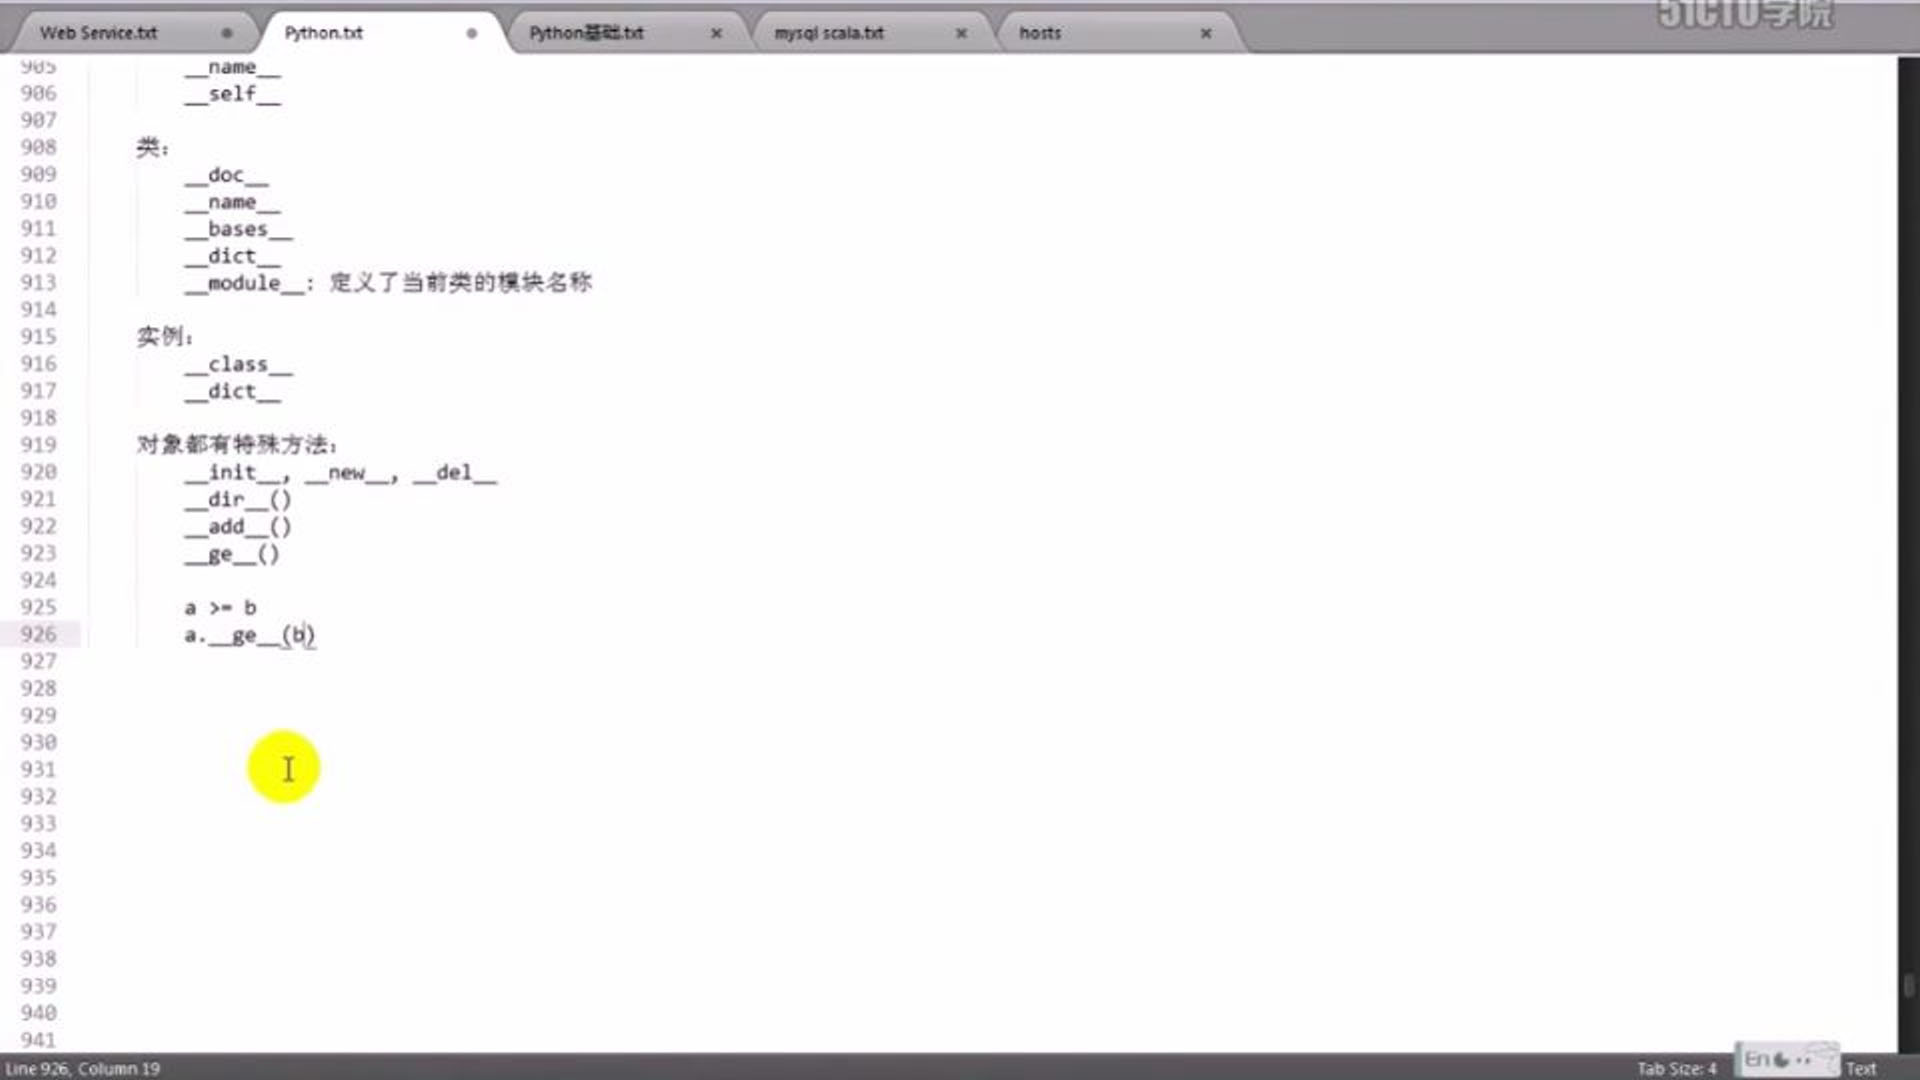 51CTO学院
Web Service.txt
Python.txt
Python基础.txt
mysql scala.txt
hosts
905 __name__
906 __self__
907
908 类:
909 __doc__
910 __name__
911 __bases__
912 __dict__
913 __module__: 定义了当前类的模块名称
914
915 实例:
916 __class__
917 __dict__
918
919 对象都有特殊方法:
920 __init__, __new__, __del__
921 __dir__()
922 __add__()
923 __ge__()
924
925 a >= b
926 a.__ge__(b)
927
928
929
930
931
932
933
934
935
936
937
938
939
940
941
Line 926, Column 19
Tab Size: 4
En
Text